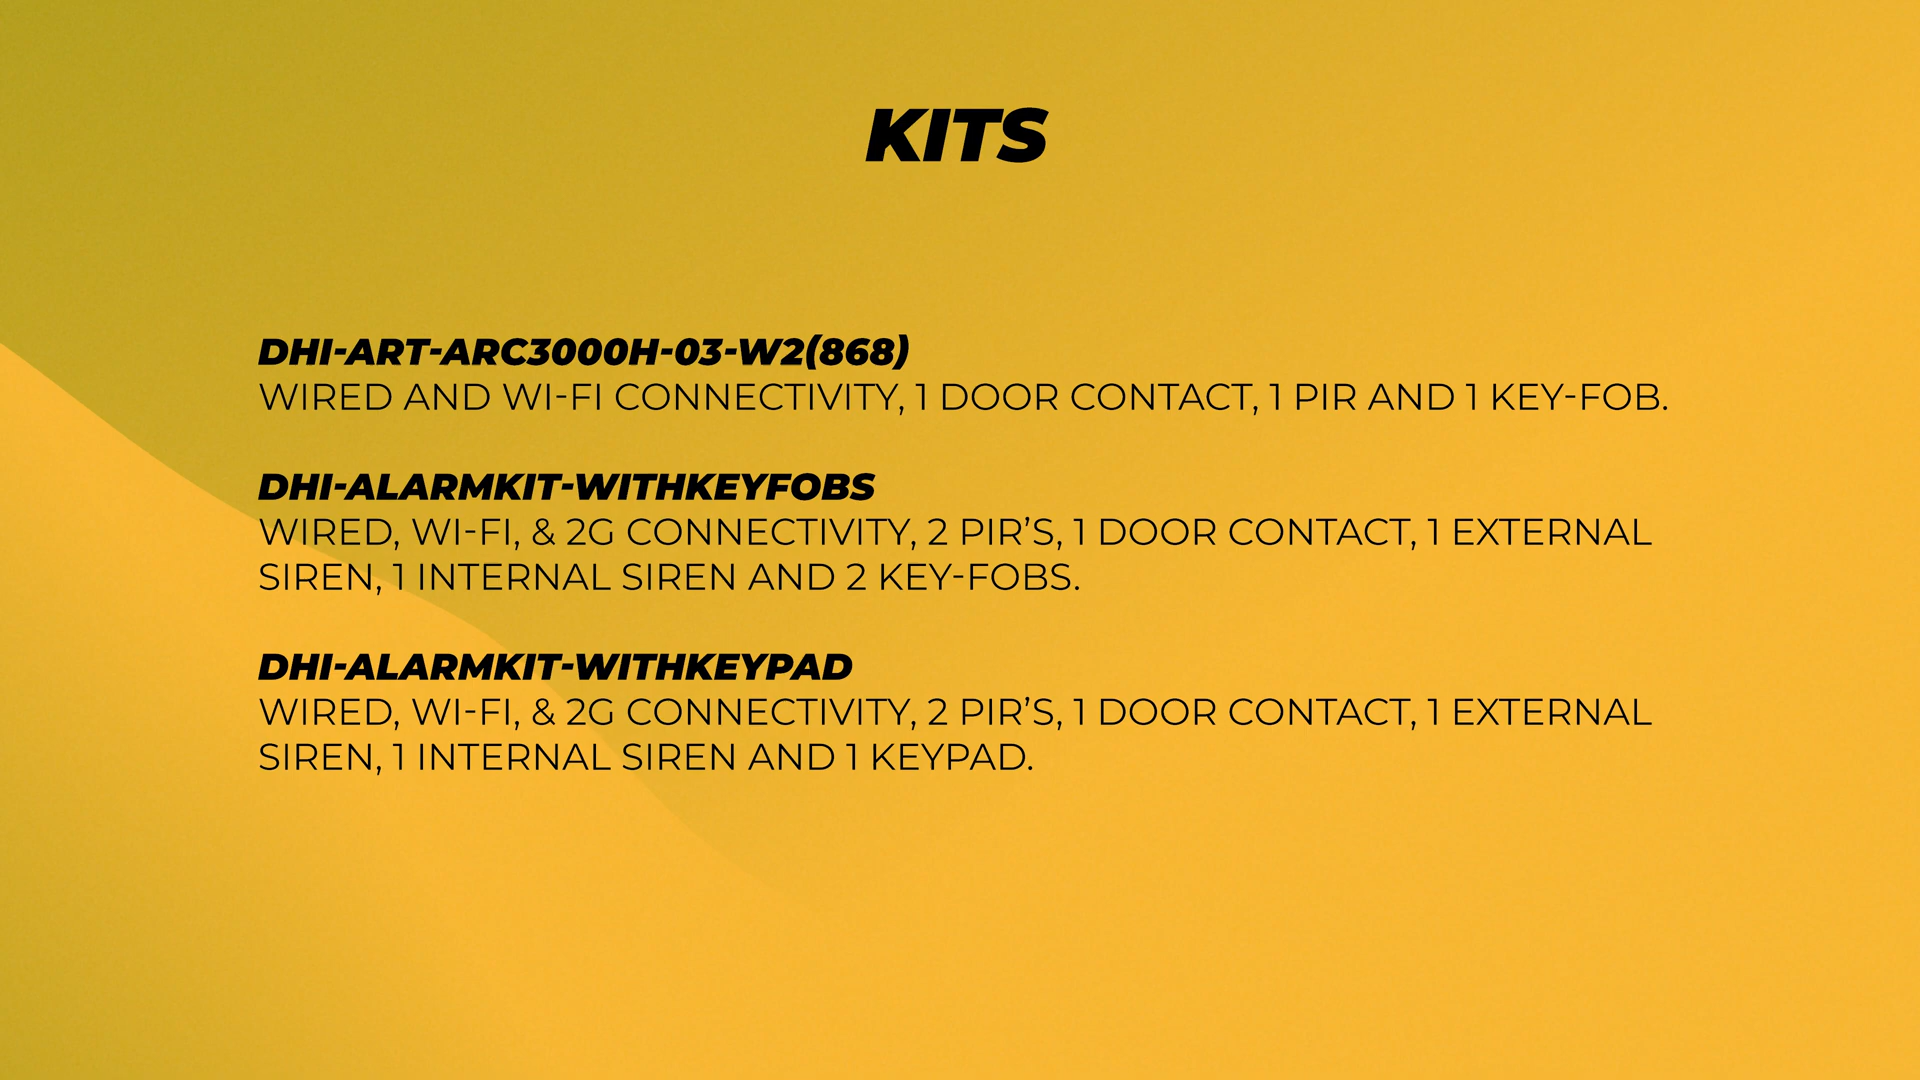 KITS
DHI-ART-ARC3000H-03-W2(868)
WIRED AND WI-FI CONNECTIVITY, 1 DOOR CONTACT, 1 PIR AND 1 KEY-FOB.
DHI-ALARMKIT-WITHKEYFOBS
WIRED, WI-FI, & 2G CONNECTIVITY, 2 PIR’S, 1 DOOR CONTACT, 1 EXTERNAL
SIREN, 1 INTERNAL SIREN AND 2 KEY-FOBS.
DHI-ALARMKIT-WITHKEYPAD
WIRED, WI-FI, & 2G CONNECTIVITY, 2 PIR’S, 1 DOOR CONTACT, 1 EXTERNAL
SIREN, 1 INTERNAL SIREN AND 1 KEYPAD.